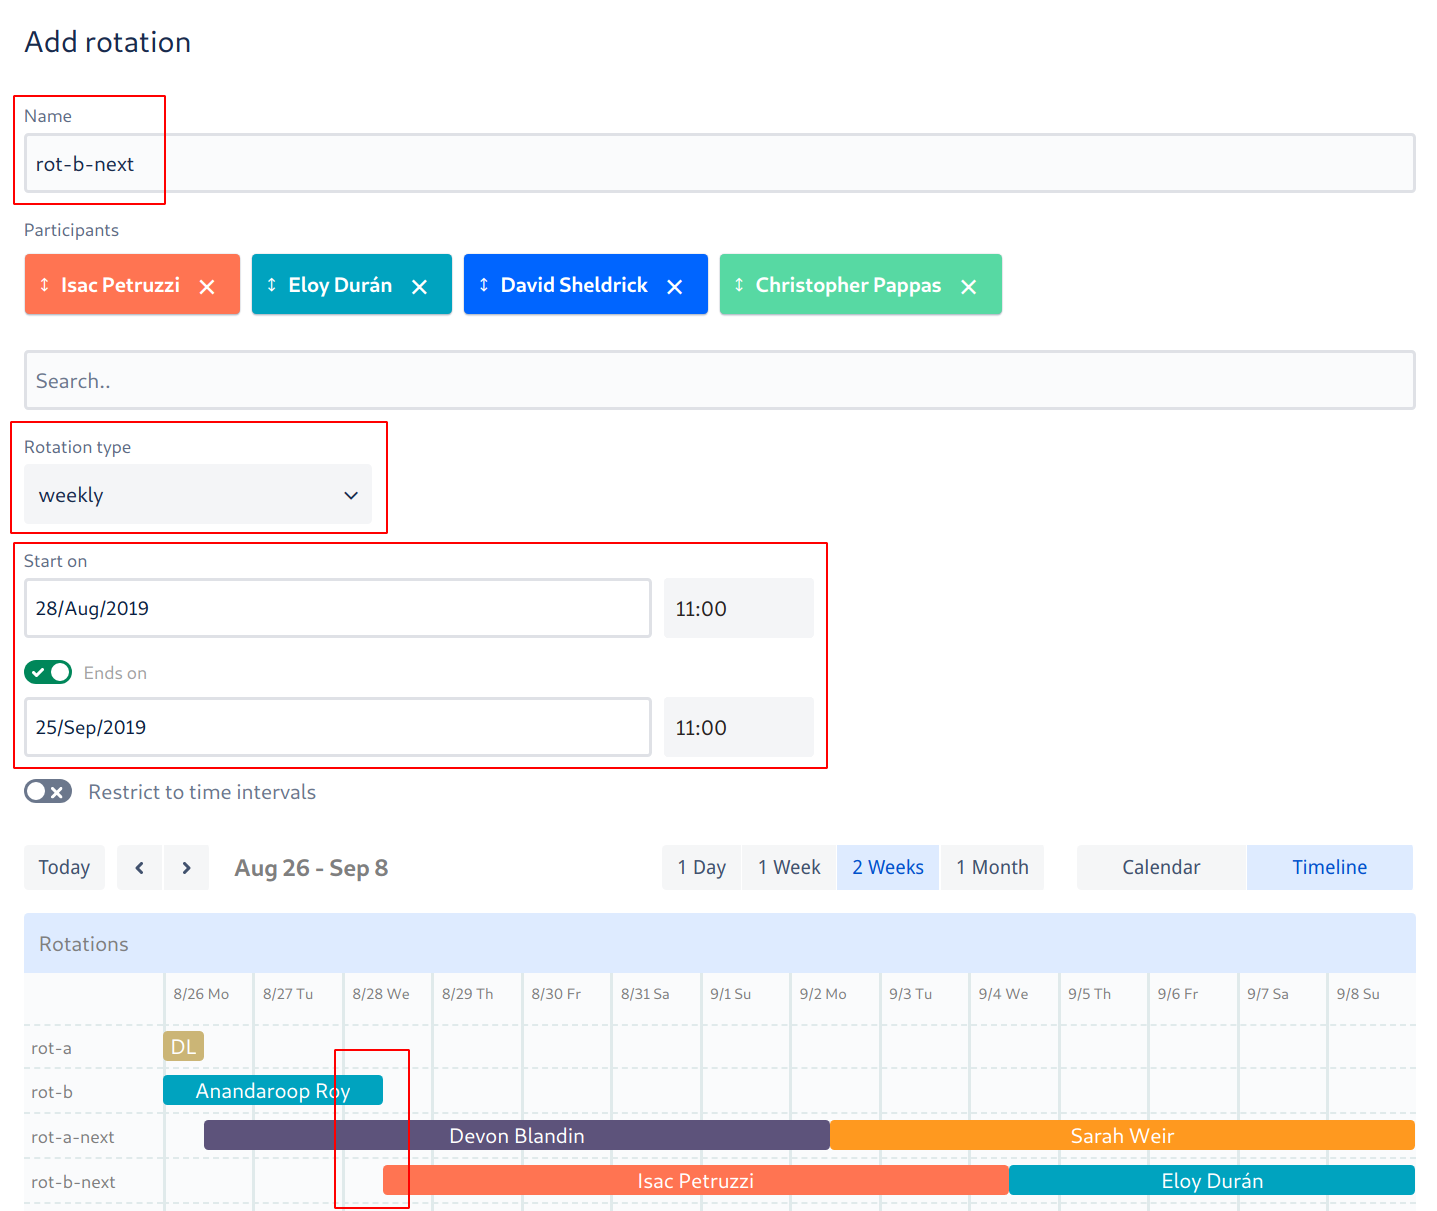 Add rotation
Name
rot-b-next
Participants
Isac Petruzzi Eloy Durán David Sheldrick Christopher Pappas
Search..
Rotation type
weekly
Start on
28/Aug/2019 11:00
Ends on
25/Sep/2019 11:00
Restrict to time intervals
Today Aug 26 - Sep 8 1 Day 1 Week 2 Weeks 1 Month Calendar Timeline
Rotations
8/26 Mo 8/27 Tu 8/28 We 8/29 Th 8/30 Fr 8/31 Sa 9/1 Su 9/2 Mo 9/3 Tu 9/4 We 9/5 Th 9/6 Fr 9/7 Sa 9/8 Su
rot-a DL
rot-b Anandaroop Roy
rot-a-next Devon Blandin Sarah Weir
rot-b-next Isac Petruzzi Eloy Durán